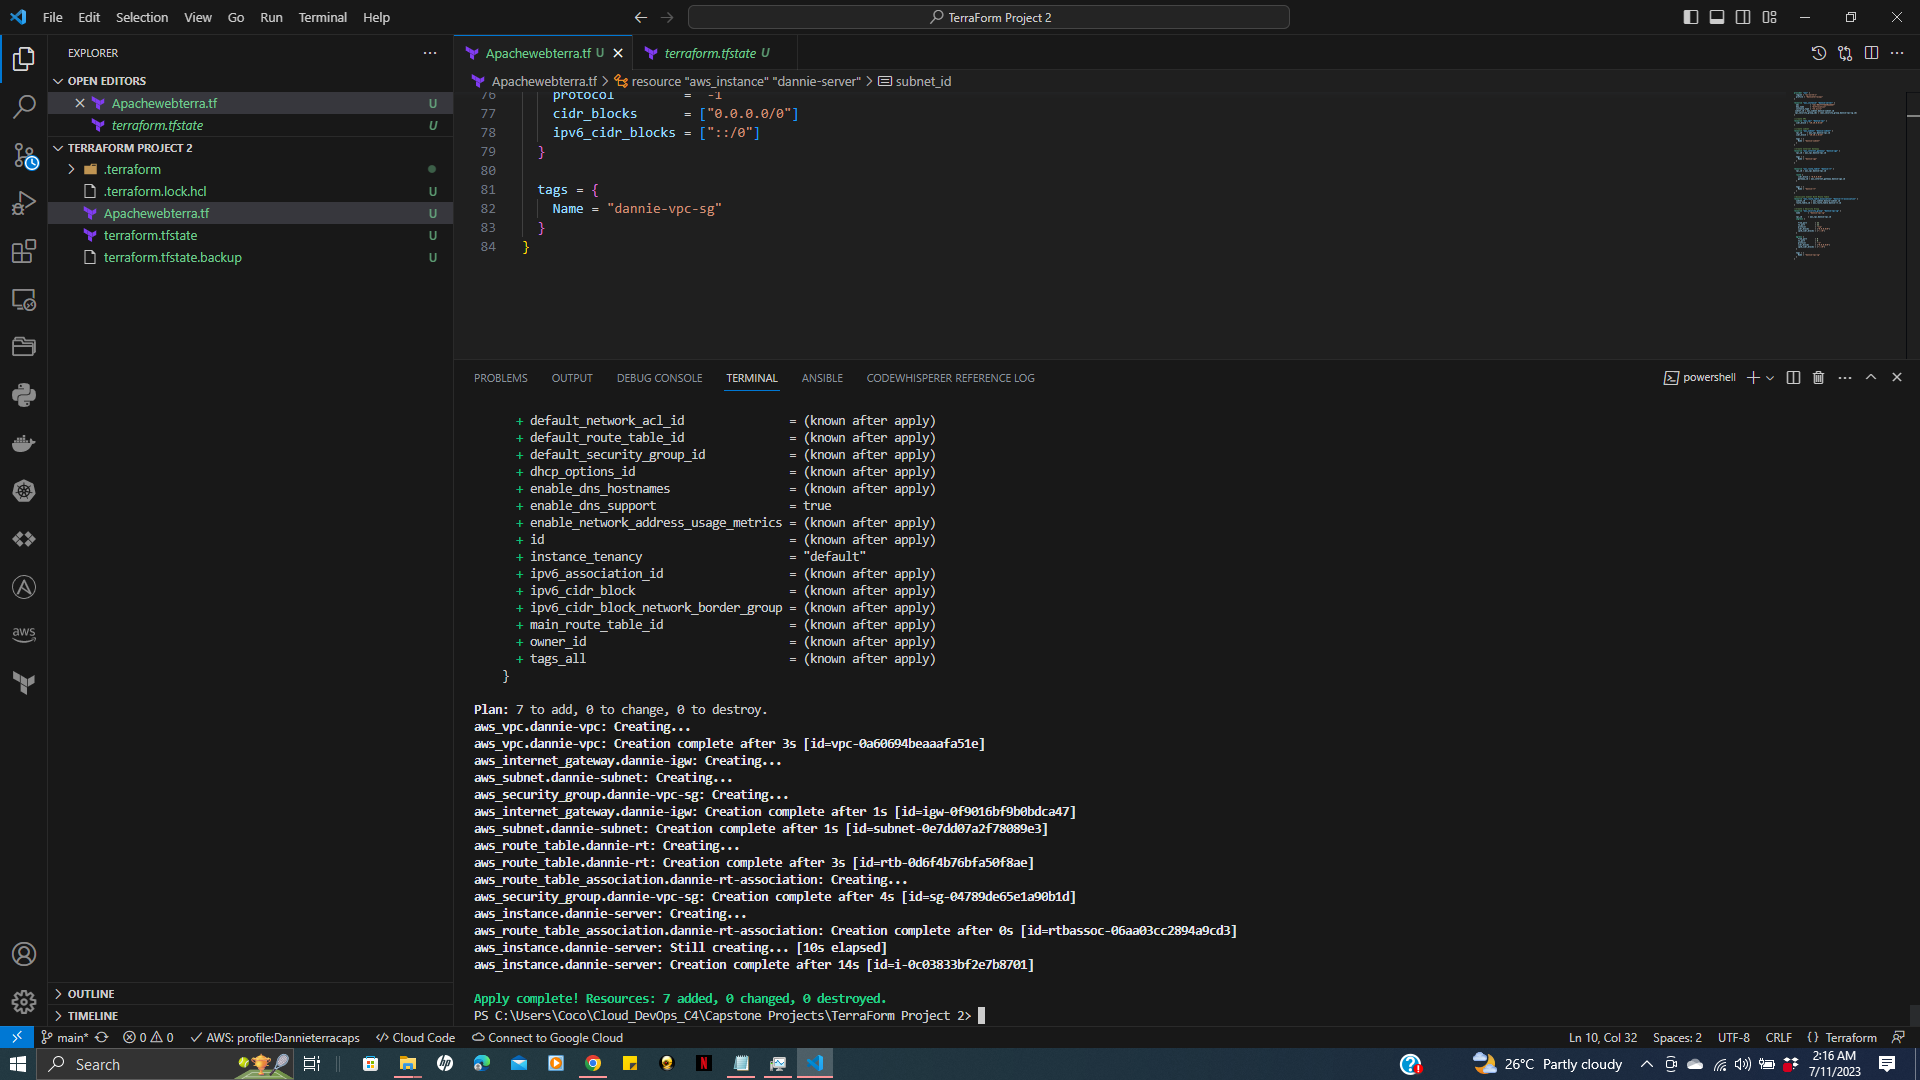 File Edit Selection View Go Run Terminal Help
TerraForm Project 2
EXPLORER
OPEN EDITORS
Apachewebterra.tf U
terraform.tfstate U
TERRAFORM PROJECT 2
.terraform
.terraform.lock.hcl U
Apachewebterra.tf U
terraform.tfstate U
terraform.tfstate.backup U
OUTLINE
TIMELINE
aws
Apachewebterra.tf U
terraform.tfstate U
Apachewebterra.tf > resource "aws_instance" "dannie-server" > subnet_id
76 protocol = "-1"
77 cidr_blocks = ["0.0.0.0/0"]
78 ipv6_cidr_blocks = ["::/0"]
79 }
80
81 tags = {
82 Name = "dannie-vpc-sg"
83 }
84 }
PROBLEMS OUTPUT DEBUG CONSOLE TERMINAL ANSIBLE CODEWHISPERER REFERENCE LOG
powershell
+ default_network_acl_id = (known after apply)
+ default_route_table_id = (known after apply)
+ default_security_group_id = (known after apply)
+ dhcp_options_id = (known after apply)
+ enable_dns_hostnames = (known after apply)
+ enable_dns_support = true
+ enable_network_address_usage_metrics = (known after apply)
+ id = (known after apply)
+ instance_tenancy = "default"
+ ipv6_association_id = (known after apply)
+ ipv6_cidr_block = (known after apply)
+ ipv6_cidr_block_network_border_group = (known after apply)
+ main_route_table_id = (known after apply)
+ owner_id = (known after apply)
+ tags_all = (known after apply)
}
Plan: 7 to add, 0 to change, 0 to destroy.
aws_vpc.dannie-vpc: Creating...
aws_vpc.dannie-vpc: Creation complete after 3s [id=vpc-0a60694beaaafa51e]
aws_internet_gateway.dannie-igw: Creating...
aws_subnet.dannie-subnet: Creating...
aws_security_group.dannie-vpc-sg: Creating...
aws_internet_gateway.dannie-igw: Creation complete after 1s [id=igw-0f9016bf9b0bdca47]
aws_subnet.dannie-subnet: Creation complete after 1s [id=subnet-0e7dd07a2f78089e3]
aws_route_table.dannie-rt: Creating...
aws_route_table.dannie-rt: Creation complete after 3s [id=rtb-0d6f4b76bfa50f8ae]
aws_route_table_association.dannie-rt-association: Creating...
aws_security_group.dannie-vpc-sg: Creation complete after 4s [id=sg-04789de65e1a90b1d]
aws_instance.dannie-server: Creating...
aws_route_table_association.dannie-rt-association: Creation complete after 0s [id=rtbassoc-06aa03cc2894a9cd3]
aws_instance.dannie-server: Still creating... [10s elapsed]
aws_instance.dannie-server: Creation complete after 14s [id=i-0c03833bf2e7b8701]
Apply complete! Resources: 7 added, 0 changed, 0 destroyed.
PS C:\Users\Coco\Cloud_DevOps_C4\Capstone Projects\TerraForm Project 2>
main* 0 0 AWS: profile:Dannieterracaps Cloud Code Connect to Google Cloud
Ln 10, Col 32 Spaces: 2 UTF-8 CRLF {} Terraform
Search
26°C Partly cloudy
2:16 AM
7/11/2023